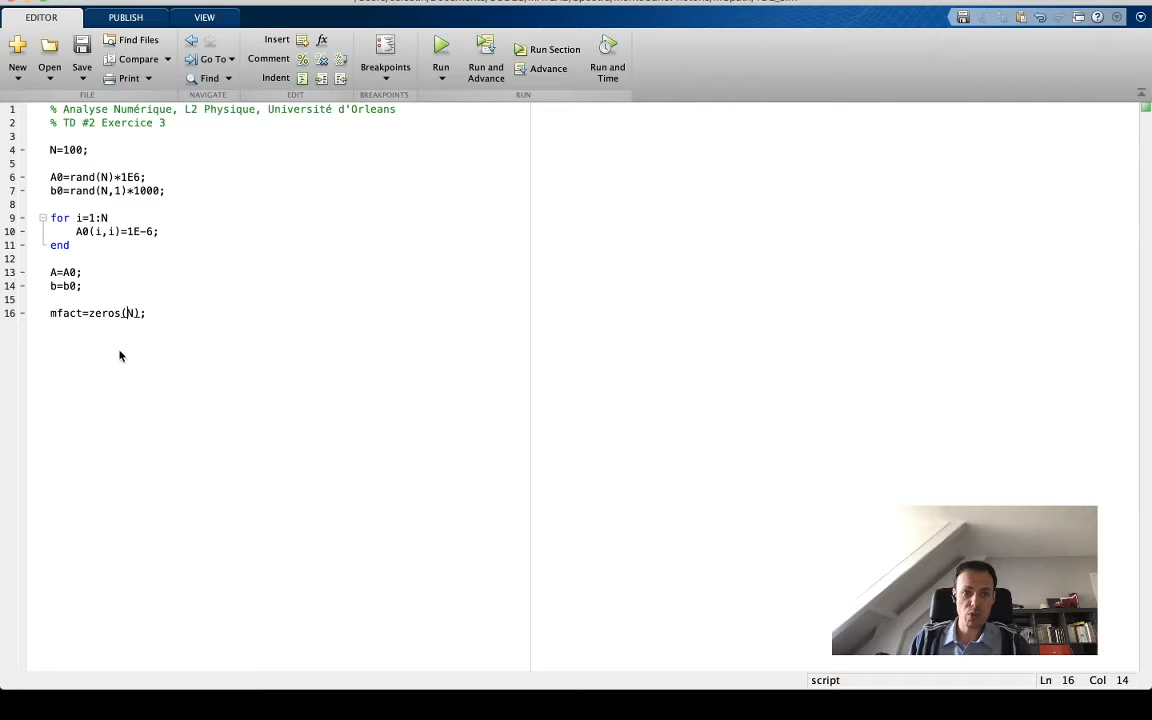 EDITOR PUBLISH VIEW
New
Open
Save
Find Files
Compare
Print
FILE
Go To
Find
NAVIGATE
Insert fx
Comment
Indent
EDIT
Breakpoints
BREAKPOINTS
Run
Run and
Advance
Run Section
Advance
Run and
Time
RUN
1 % Analyse Numérique, L2 Physique, Université d'Orleans
2 % TD #2 Exercice 3
3
4 - N=100;
5
6 - A0=rand(N)*1E6;
7 - b0=rand(N,1)*1000;
8
9 - for i=1:N
10 - A0(i,i)=1E-6;
11 - end
12
13 - A=A0;
14 - b=b0;
15
16 - mfact=zeros(N);
script Ln 16 Col 14